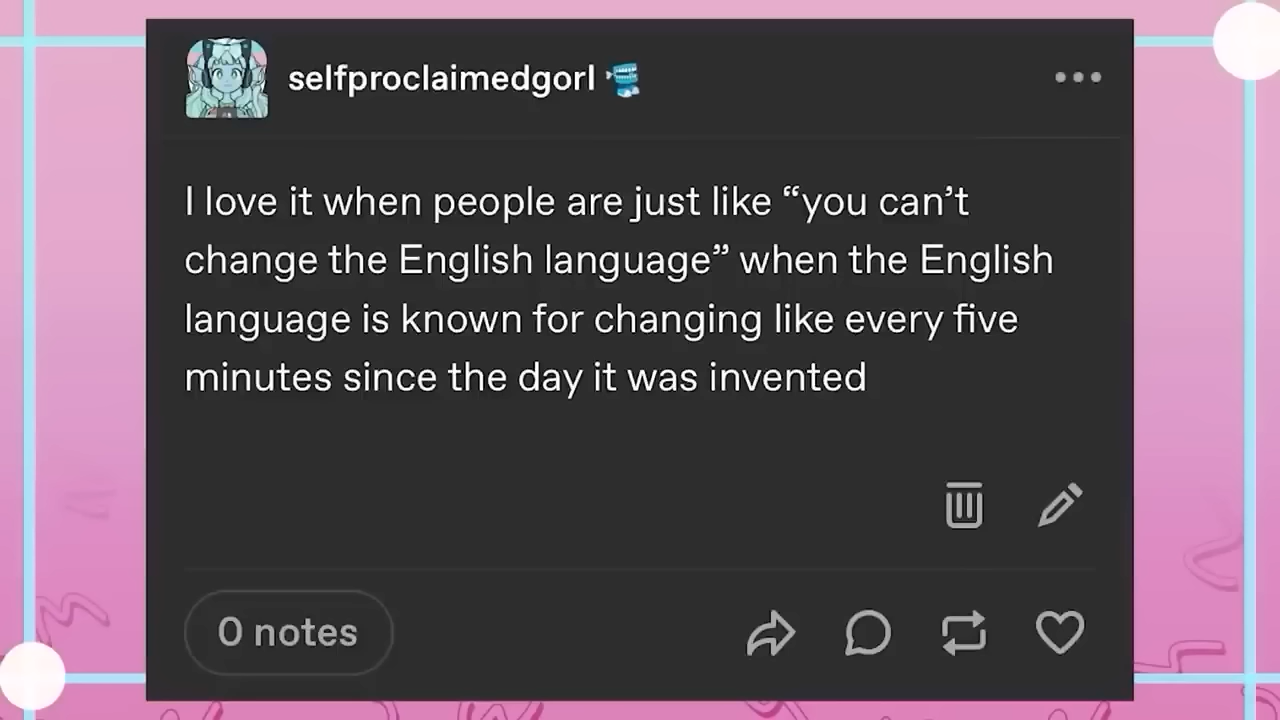 selfproclaimedgorl
I love it when people are just like “you can’t
change the English language” when the English
language is known for changing like every five
minutes since the day it was invented
0 notes